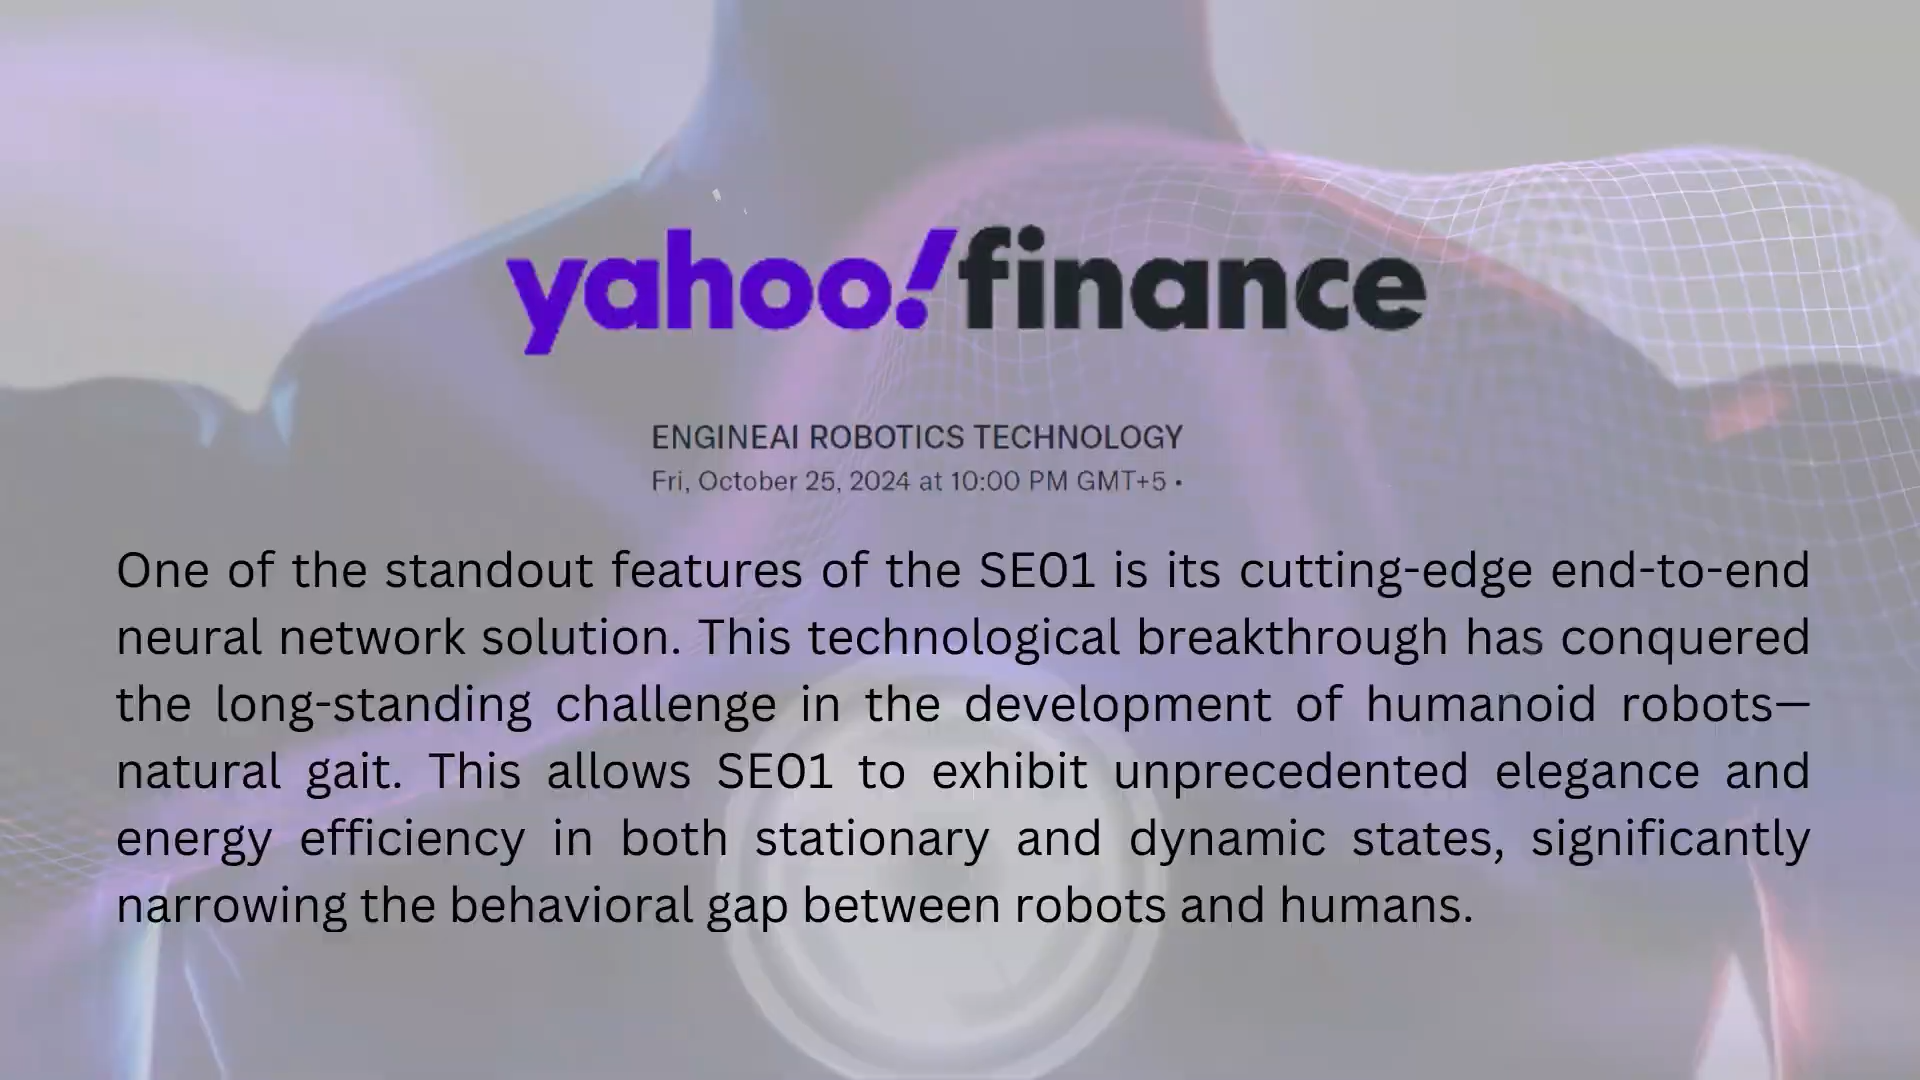 yahoo!finance
ENGINEAI ROBOTICS TECHNOLOGY
Fri, October 25, 2024 at 10:00 PM GMT+5 •
One of the standout features of the SE01 is its cutting-edge end-to-end
neural network solution. This technological breakthrough has conquered
the long-standing challenge in the development of humanoid robots—
natural gait. This allows SE01 to exhibit unprecedented elegance and
energy efficiency in both stationary and dynamic states, significantly
narrowing the behavioral gap between robots and humans.